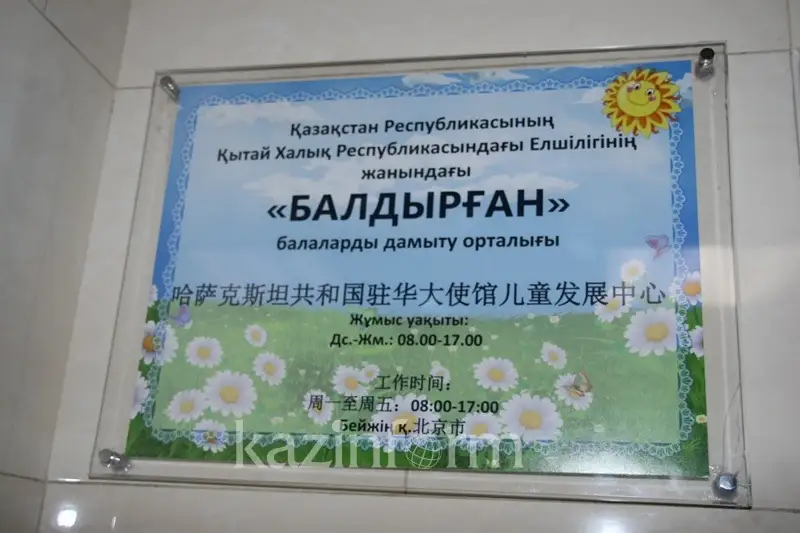 Қазақстан Республикасының
Қытай Халық Республикасындағы Елшілігінің
жанындағы
«БАЛДЫРҒАН»
балаларды дамыту орталығы
哈萨克斯坦共和国驻华大使馆儿童发展中心
Жұмыс уақыты:
Дс.-Жм.: 08.00-17.00
工作时间：
周一至周五：08:00-17:00
Бейжің қ.北京市
kazinform